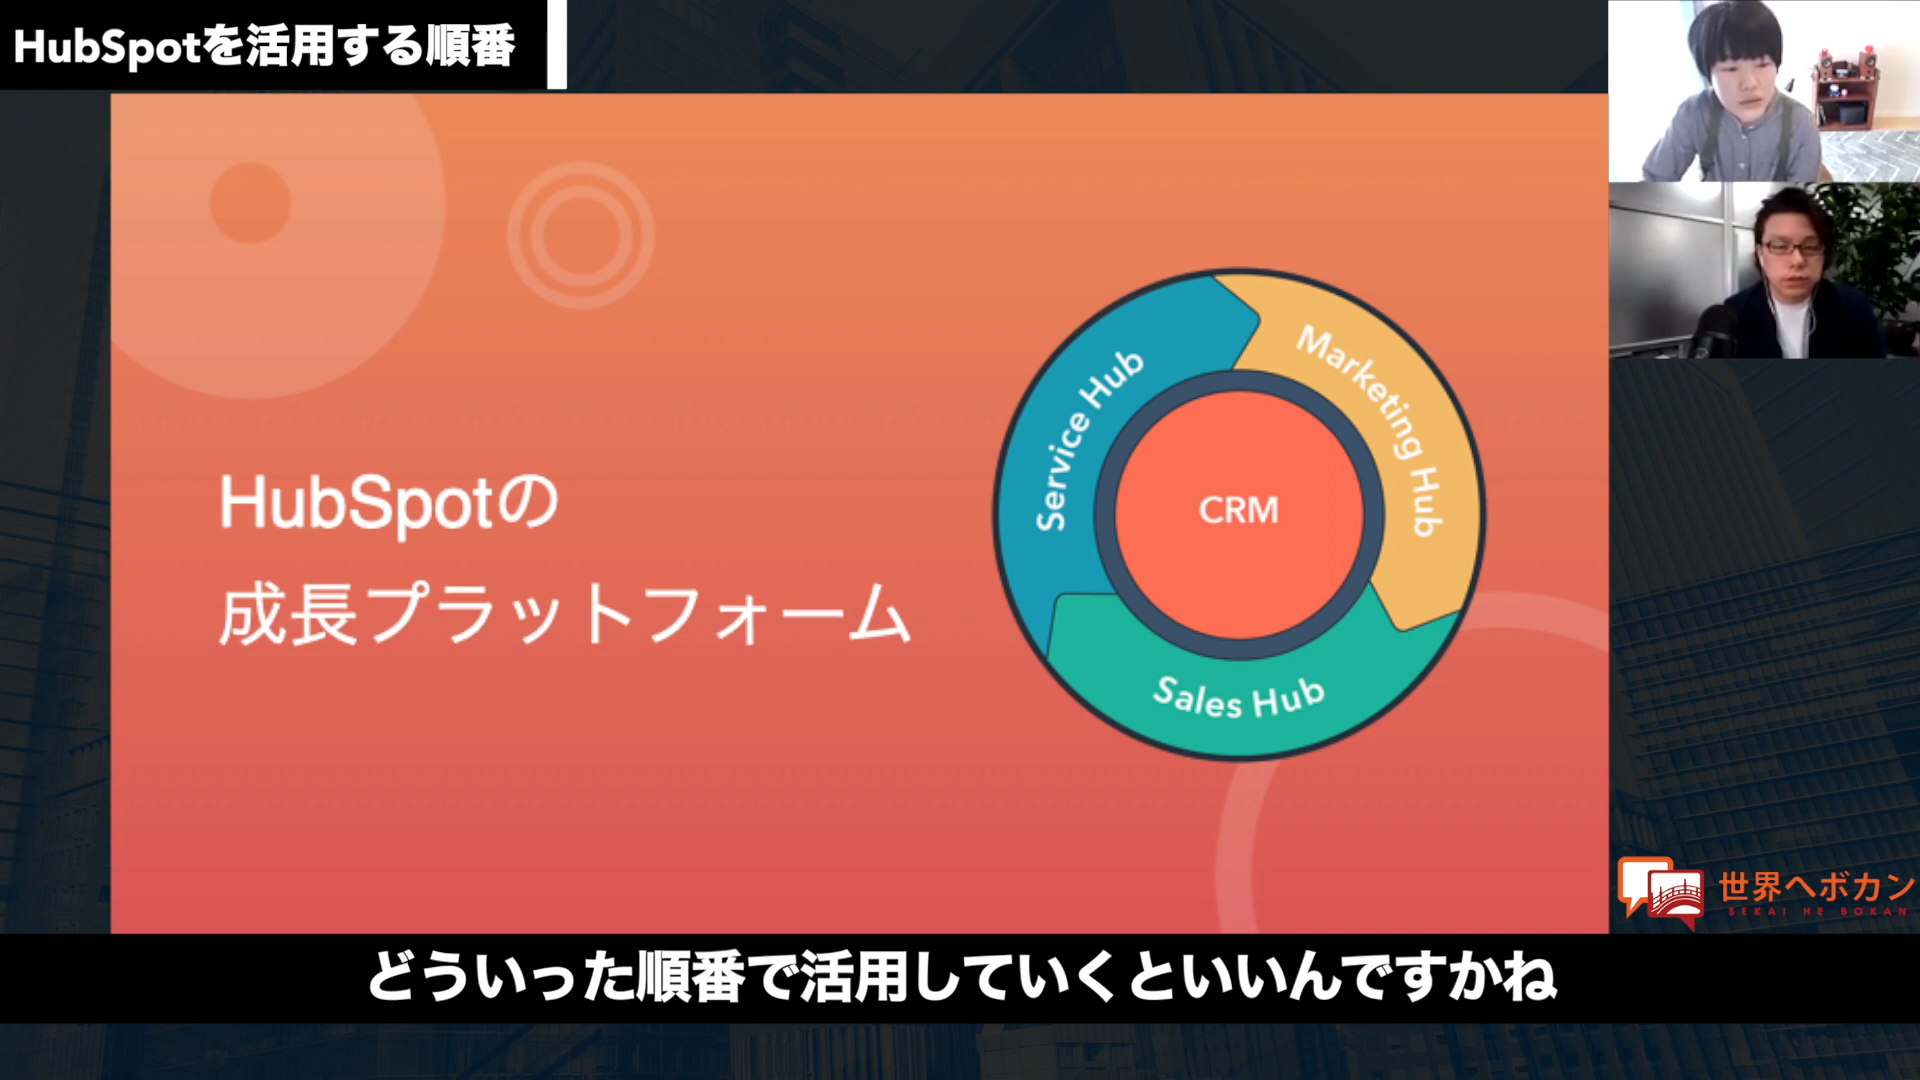 HubSpotを活用する順番
HubSpotの
成長プラットフォーム
Service Hub
Marketing Hub
CRM
Sales Hub
世界へボカン
SEKAI HE BOKAN
どういった順番で活用していくといいんですかね